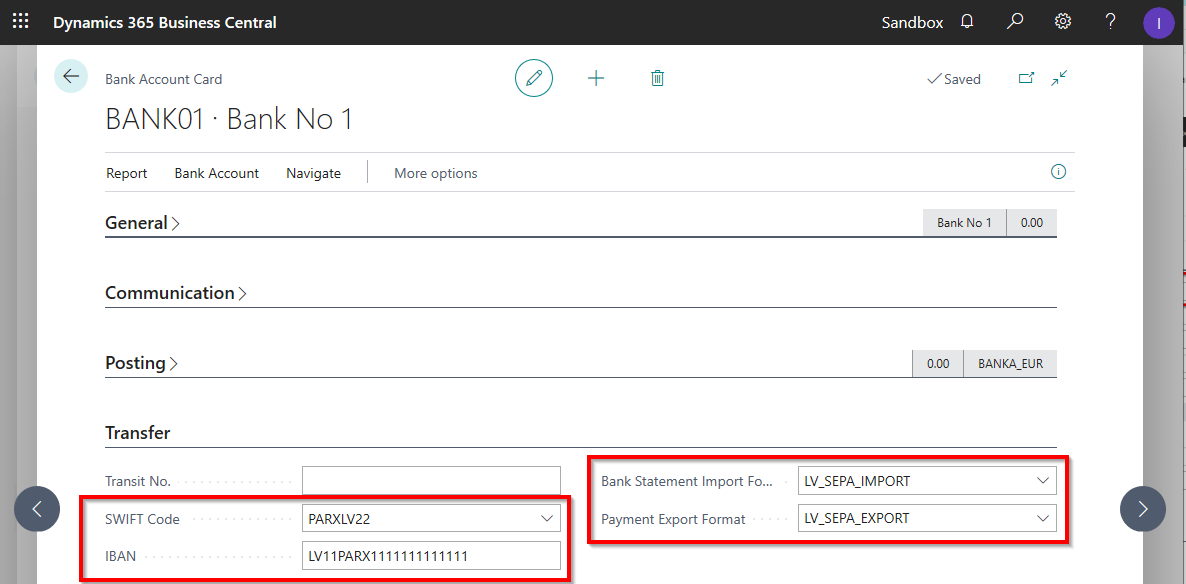 Dynamics 365 Business Central
Sandbox
?
I
Bank Account Card
Saved
BANK01 · Bank No 1
Report Bank Account Navigate More options
General
Bank No 1 0.00
Communication
Posting
0.00 BANKA_EUR
Transfer
Transit No.
SWIFT Code PARXLV22
IBAN LV11PARX1111111111111
Bank Statement Import Fo... LV_SEPA_IMPORT
Payment Export Format LV_SEPA_EXPORT